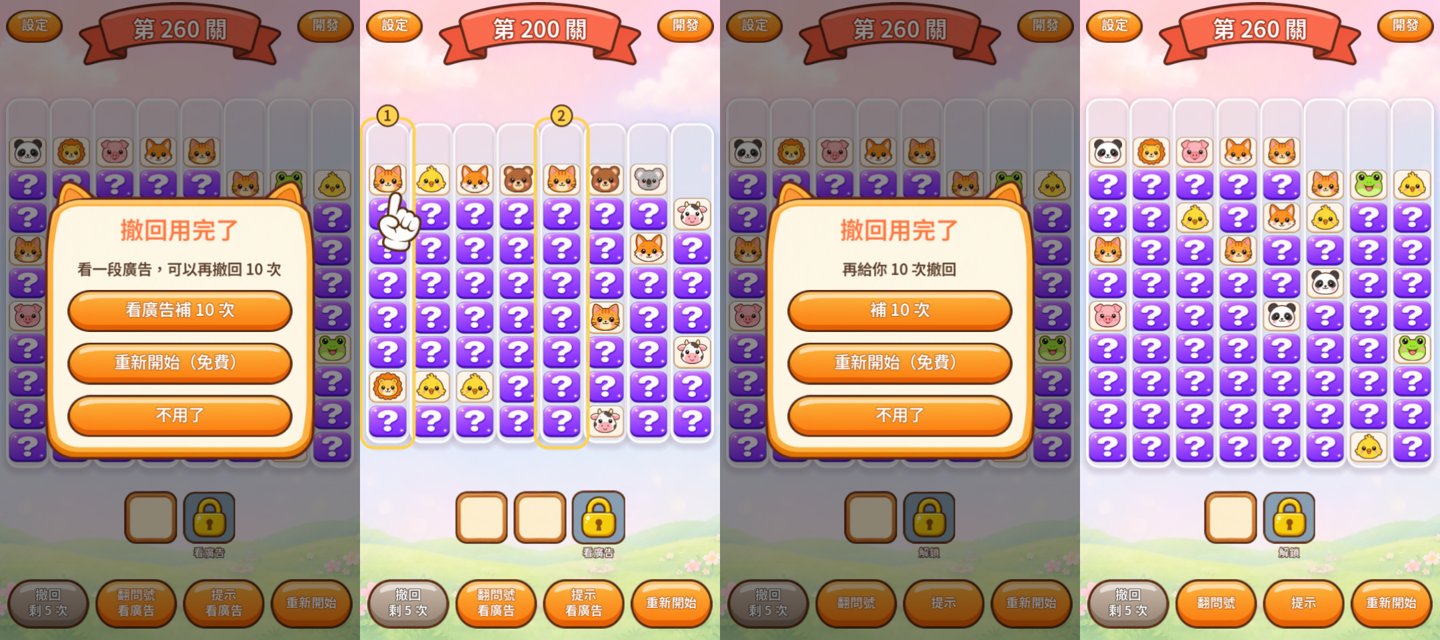 設定
第 260 關
開發
撤回用完了
看一段廣告，可以再撤回 10 次
看廣告補 10 次
重新開始（免費）
不用了
看廣告
撤回
剩 5 次
翻問號
看廣告
提示
看廣告
重新開始
設定
第 200 關
開發
1
2
看廣告
撤回
剩 5 次
翻問號
看廣告
提示
看廣告
重新開始
設定
第 260 關
開發
撤回用完了
再給你 10 次撤回
補 10 次
重新開始（免費）
不用了
解鎖
撤回
剩 5 次
翻問號
提示
重新開始
設定
第 260 關
開發
解鎖
撤回
剩 5 次
翻問號
提示
重新開始